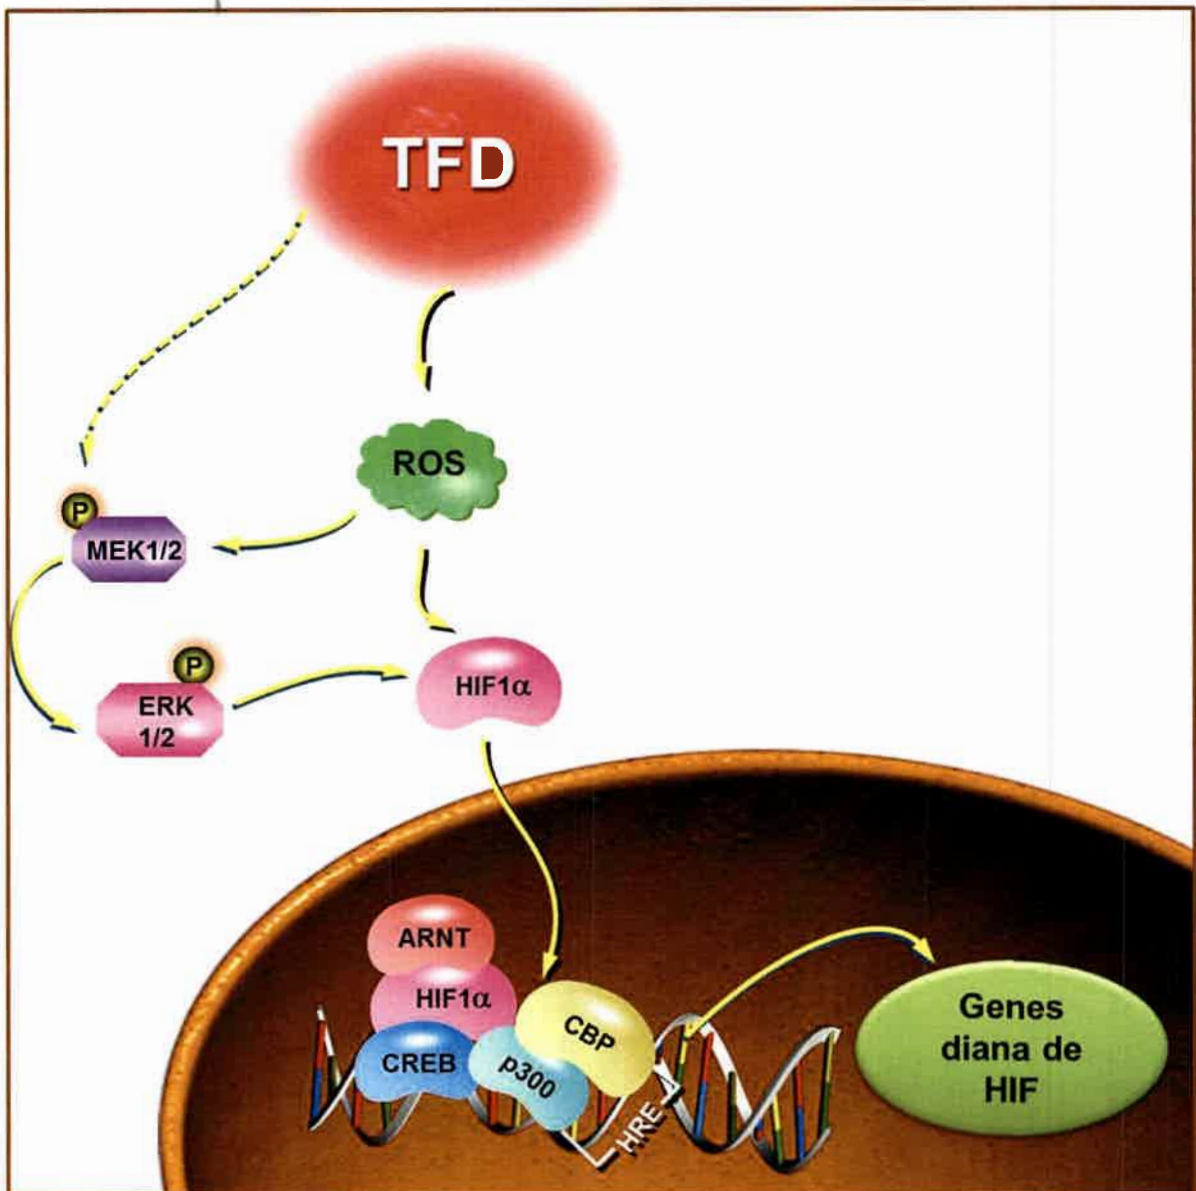 TFD
ROS
P
MEK1/2
P
ERK
1/2
HIF1α
ARNT
HIF1α
CREB
p300
CBP
HRE
Genes
diana de
HIF